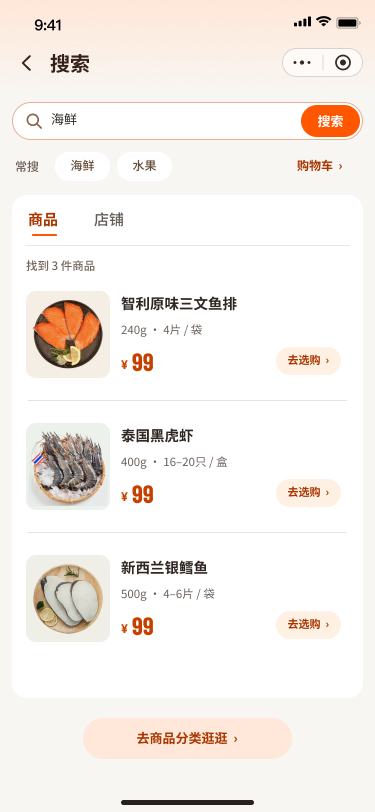 9:41
搜索
海鲜
搜索
常搜
海鲜
水果
购物车 ›
商品
店铺
找到 3 件商品
智利原味三文鱼排
240g · 4片 / 袋
¥ 99
去选购 ›
泰国黑虎虾
400g · 16–20只 / 盒
¥ 99
去选购 ›
新西兰银鳕鱼
500g · 4–6片 / 袋
¥ 99
去选购 ›
去商品分类逛逛 ›